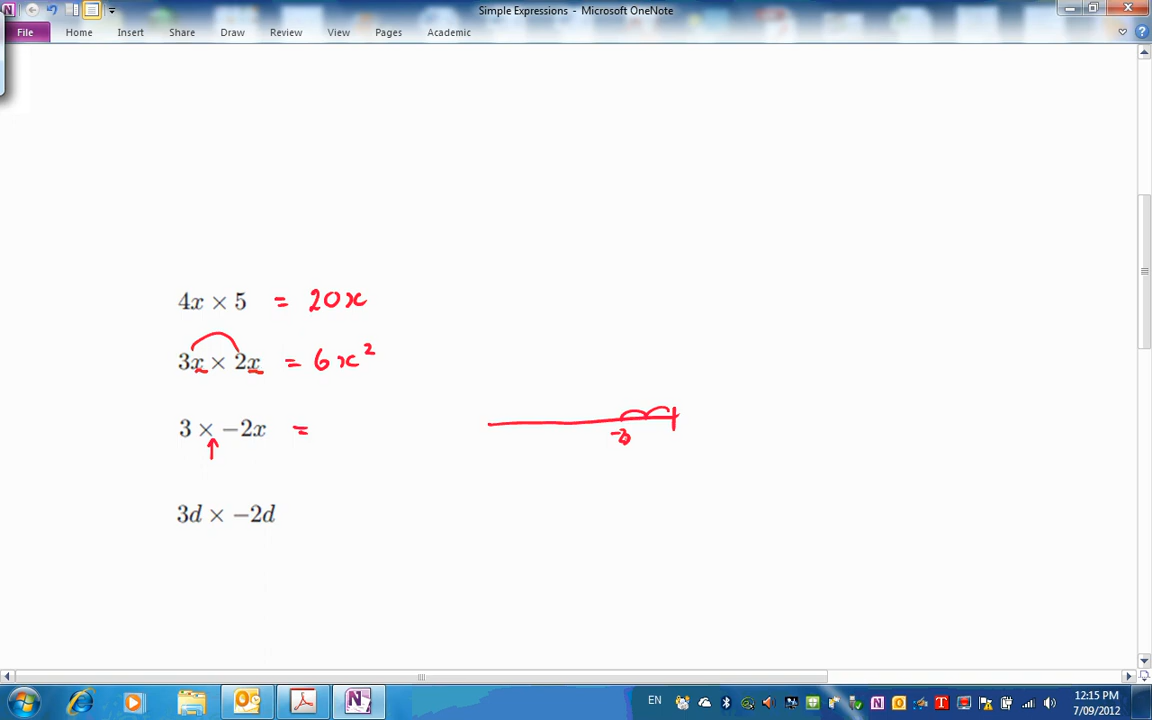 Simple Expressions - Microsoft OneNote
File Home Insert Share Draw Review View Pages Academic
4x × 5 = 20x
3x × 2x = 6x²
3 × −2x =
3d × −2d
EN
12:15 PM
7/09/2012